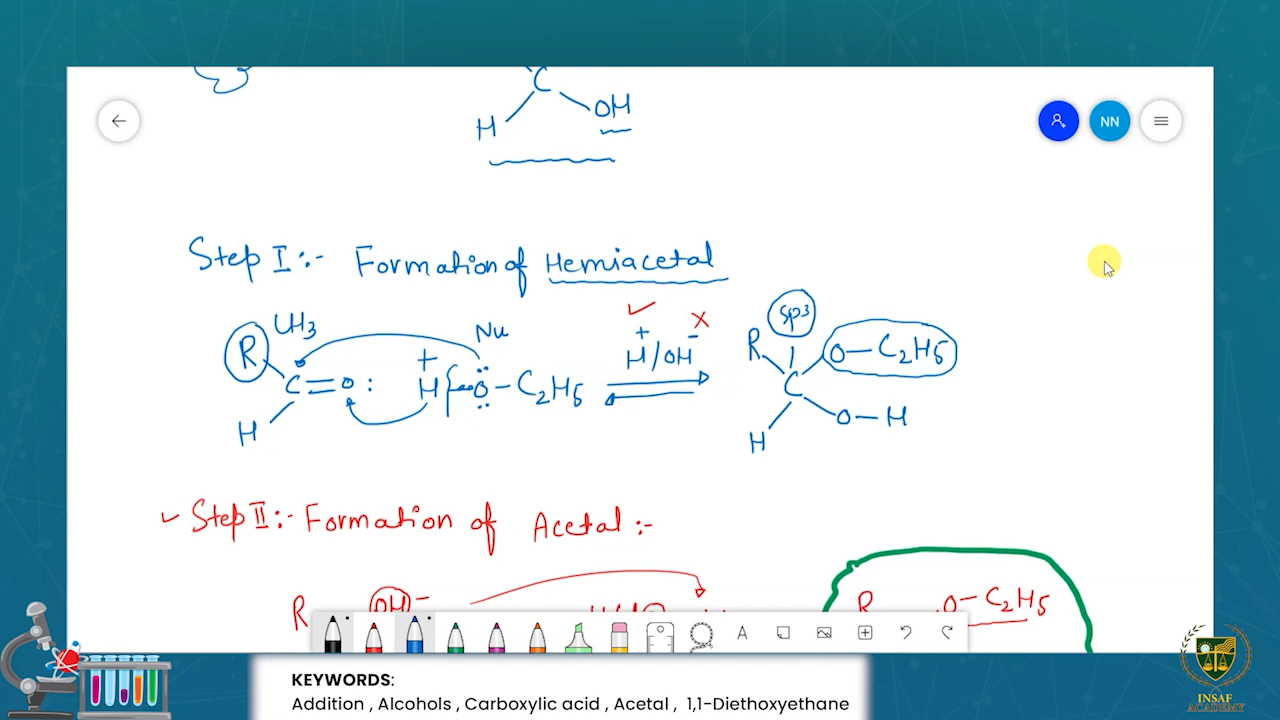 C
H OH
NN
Step I:- Formation of Hemiacetal
CH3 Nu ✓ + x - sp³
R + H/OH R O—C2H5
C=O: H—O—C2H5 C
H O—H
H
✓ Step II:- Formation of Acetal:-
R OH- R O—C2H5
A
KEYWORDS:
Addition , Alcohols , Carboxylic acid , Acetal , 1,1-Diethoxyethane
INSAF
ACADEMY